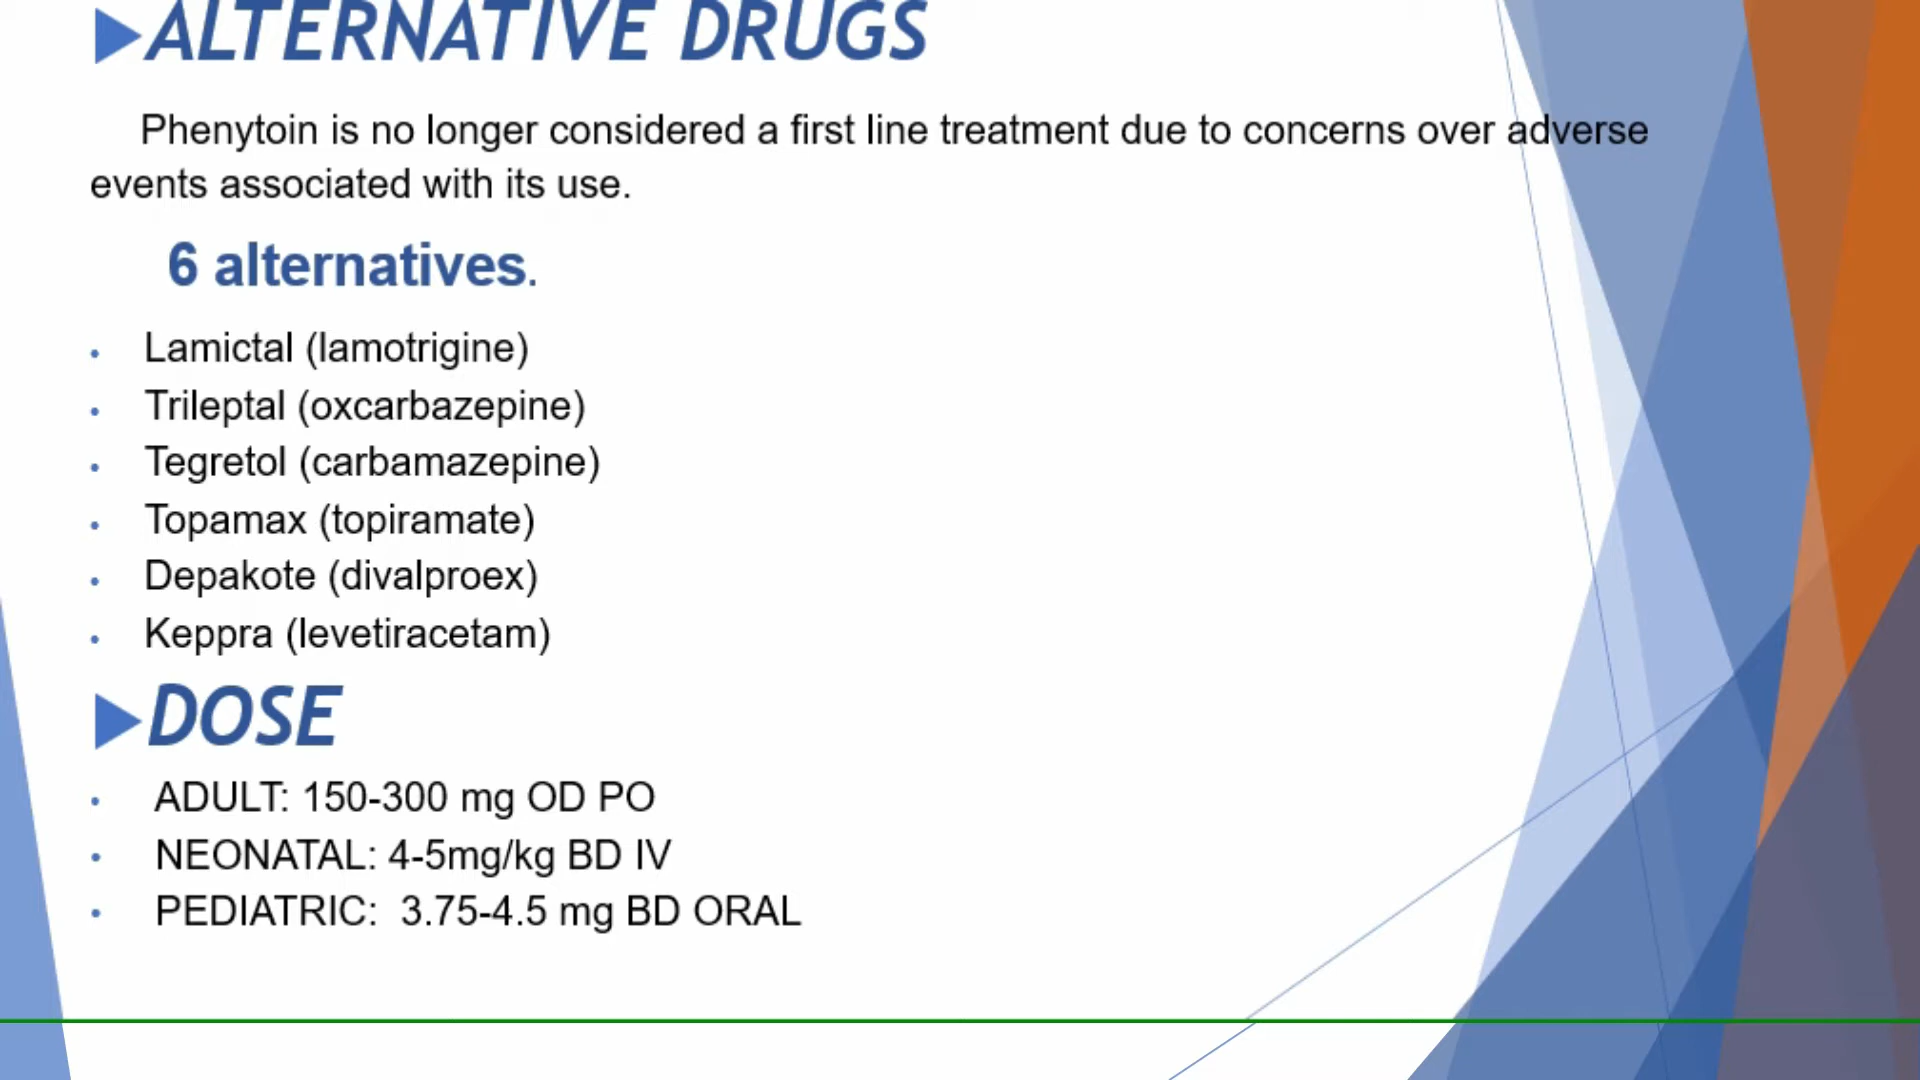 ALTERNATIVE DRUGS
Phenytoin is no longer considered a first line treatment due to concerns over adverse
events associated with its use.
6 alternatives.
• Lamictal (lamotrigine)
• Trileptal (oxcarbazepine)
• Tegretol (carbamazepine)
• Topamax (topiramate)
• Depakote (divalproex)
• Keppra (levetiracetam)
DOSE
• ADULT: 150-300 mg OD PO
• NEONATAL: 4-5mg/kg BD IV
• PEDIATRIC: 3.75-4.5 mg BD ORAL